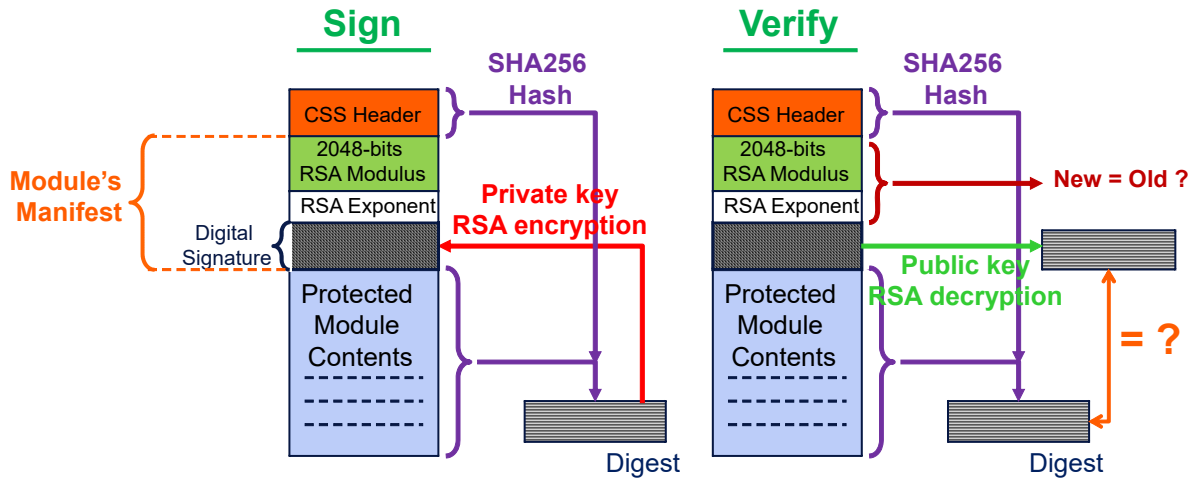 Sign
SHA256
Hash
CSS Header
2048-bits
RSA Modulus
RSA Exponent
Module's
Manifest
Digital
Signature
Private key
RSA encryption
Protected
Module
Contents
Digest
Verify
SHA256
Hash
CSS Header
2048-bits
RSA Modulus
RSA Exponent
New = Old ?
Public key
RSA decryption
Protected
Module
Contents
= ?
Digest